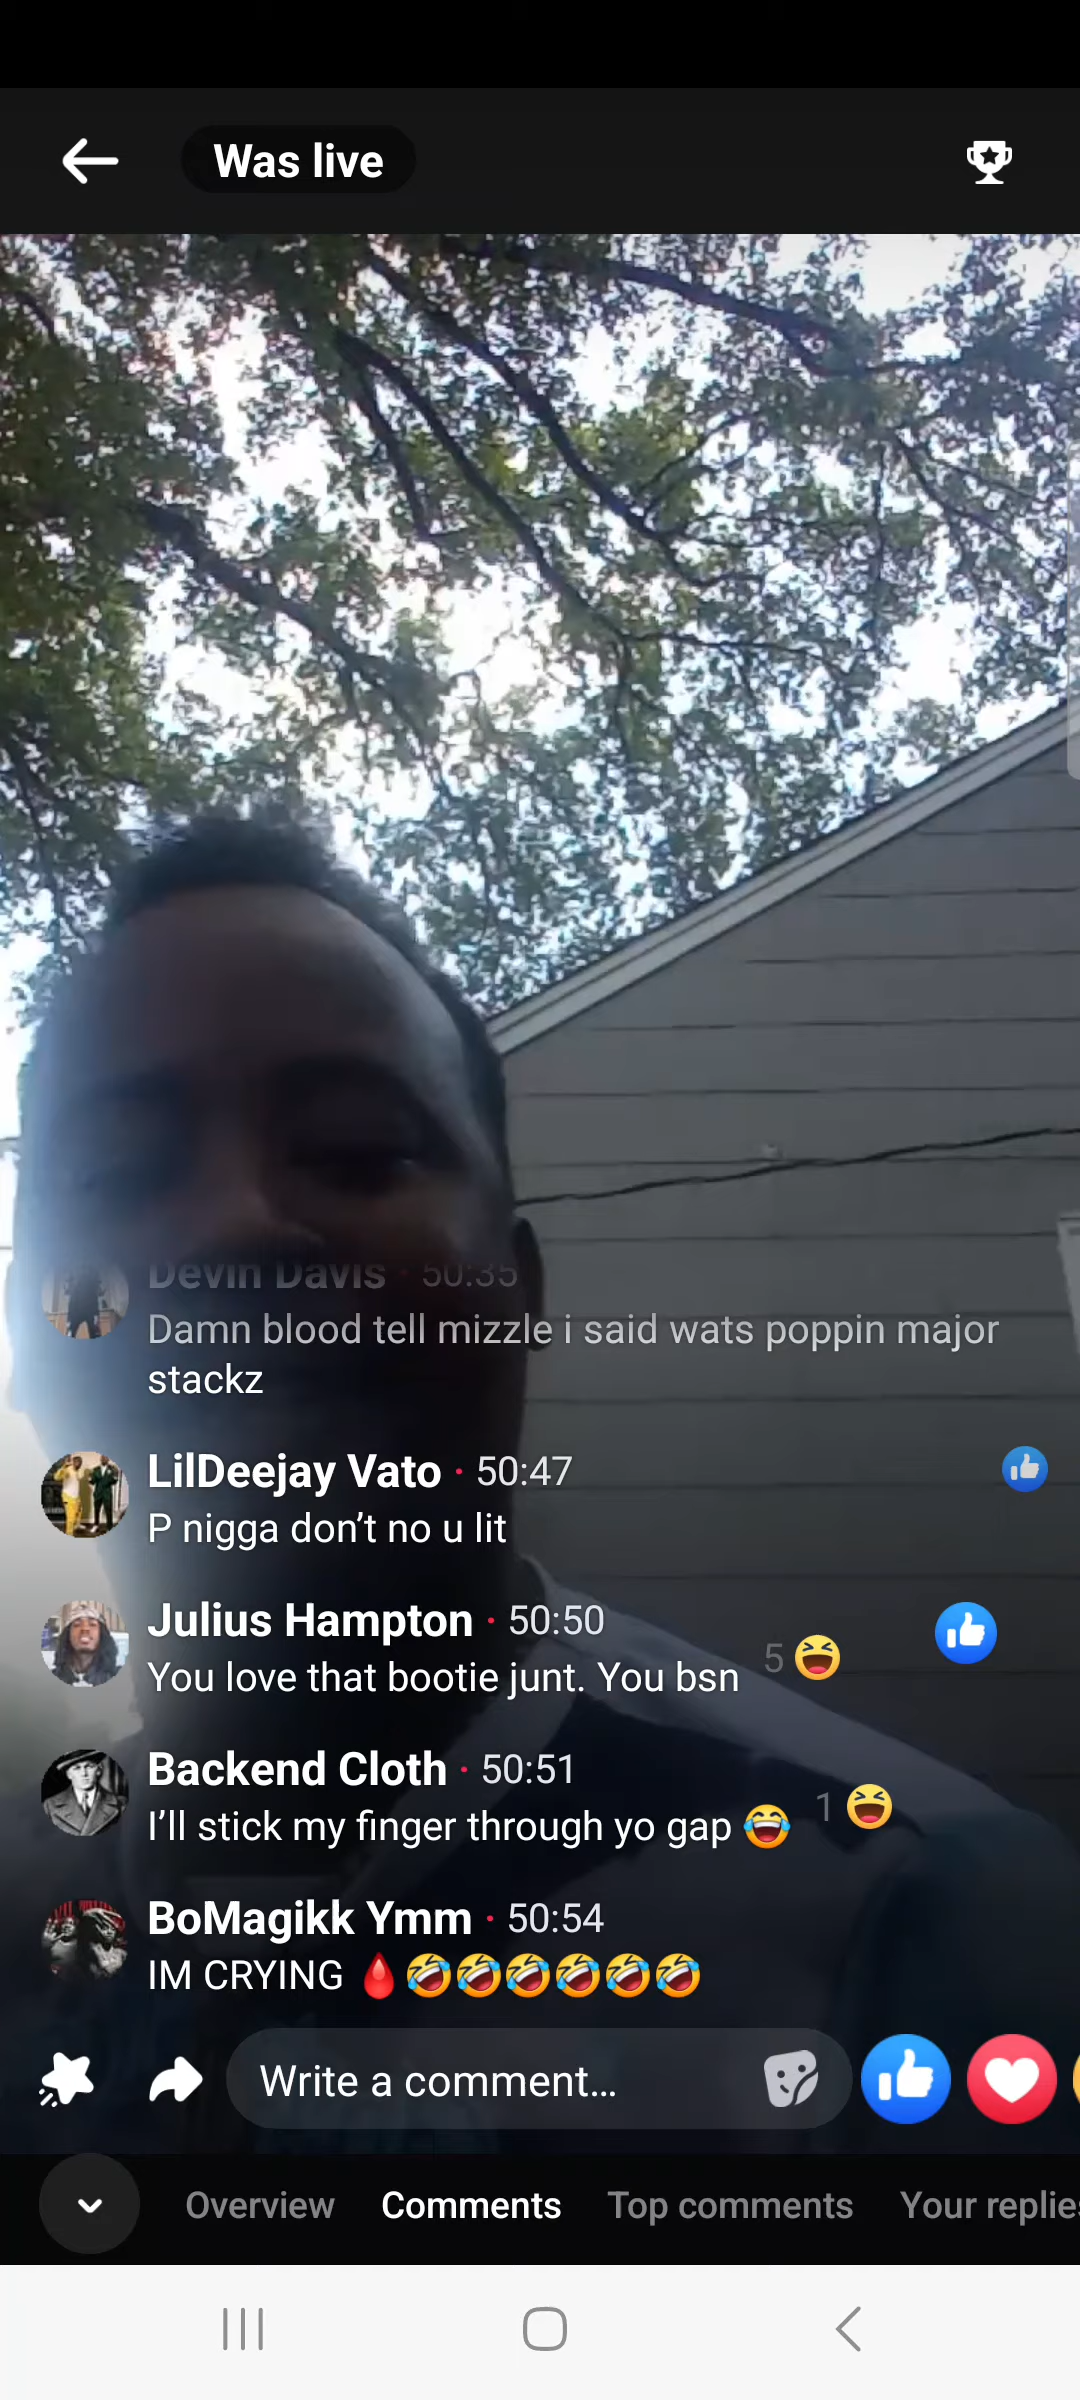 Was live
Devin Davis · 50:35
Damn blood tell mizzle i said wats poppin major
stackz
LilDeejay Vato · 50:47
P nigga don’t no u lit
Julius Hampton · 50:50
You love that bootie junt. You bsn 5 😆
Backend Cloth · 50:51
I’ll stick my finger through yo gap 😂 1 😆
BoMagikk Ymm · 50:54
IM CRYING 🩸🤣🤣🤣🤣🤣🤣
Write a comment...
Overview Comments Top comments Your replies